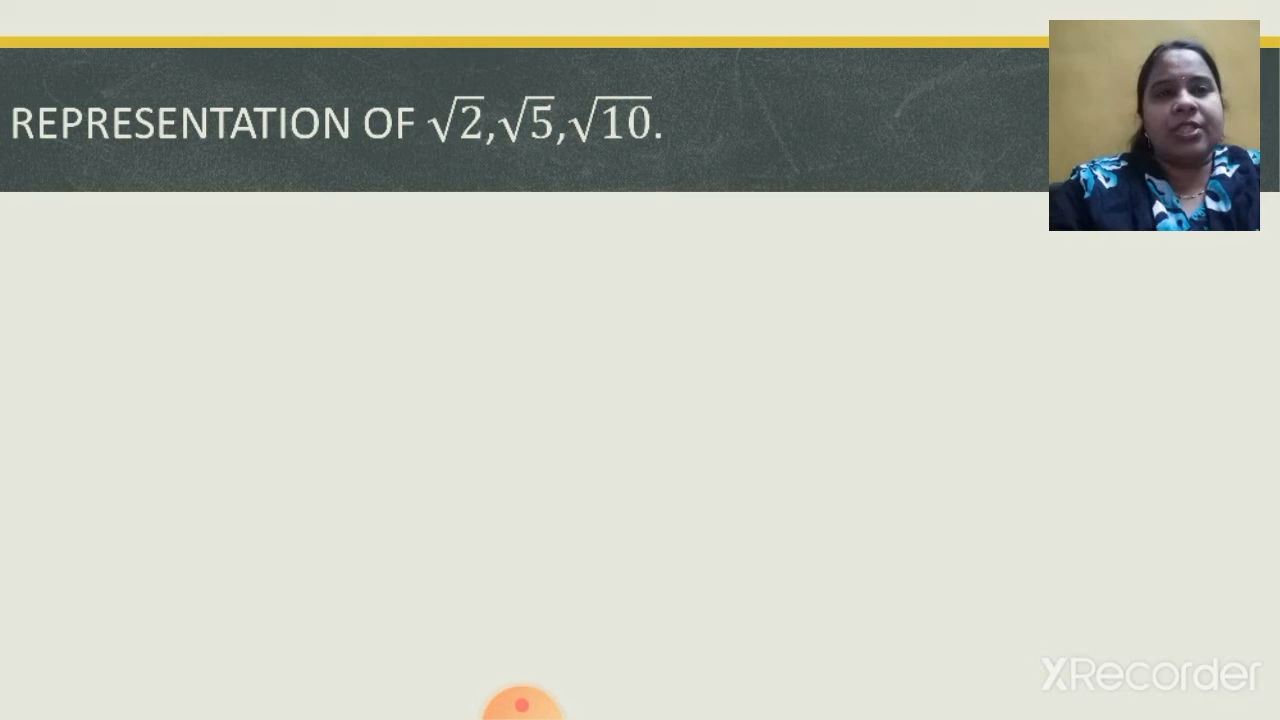 REPRESENTATION OF √2,√5,√10.
XRecorder